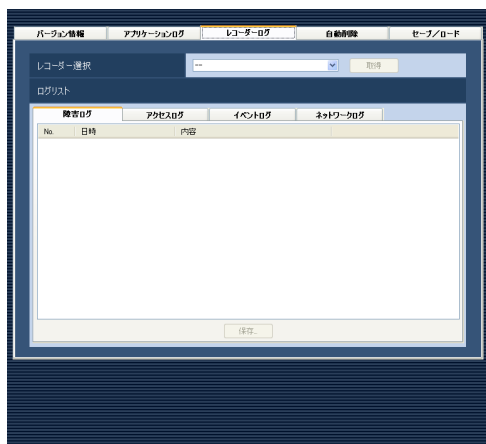 バージョン情報 アプリケーションログ レコーダーログ 自動削除 セーブ／ロード
レコーダー選択 -- 取得
ログリスト
障害ログ アクセスログ イベントログ ネットワークログ
No. 日時 内容
保存...